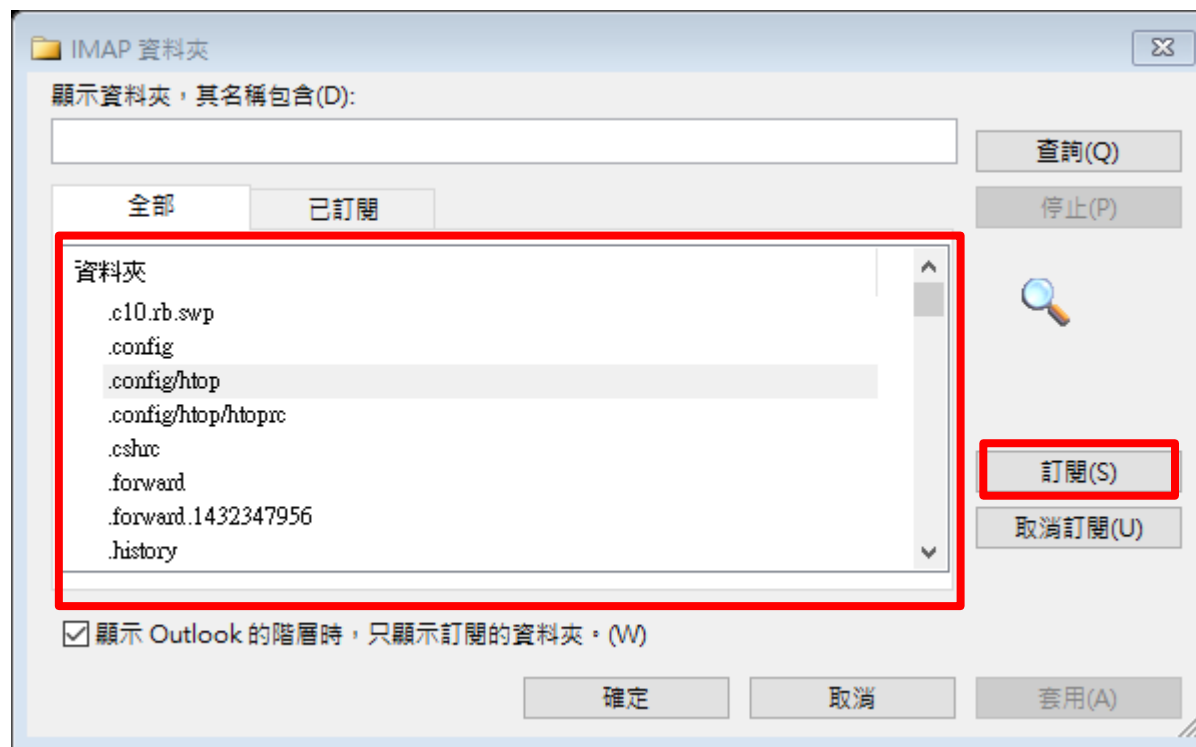 IMAP 資料夾
顯示資料夾，其名稱包含(D):
查詢(Q)
全部
已訂閱
停止(P)
資料夾
.c10.rb.swp
.config
.config/htop
.config/htop/htoprc
.cshrc
.forward
.forward.1432347956
.history
訂閱(S)
取消訂閱(U)
顯示 Outlook 的階層時，只顯示訂閱的資料夾。(W)
確定
取消
套用(A)